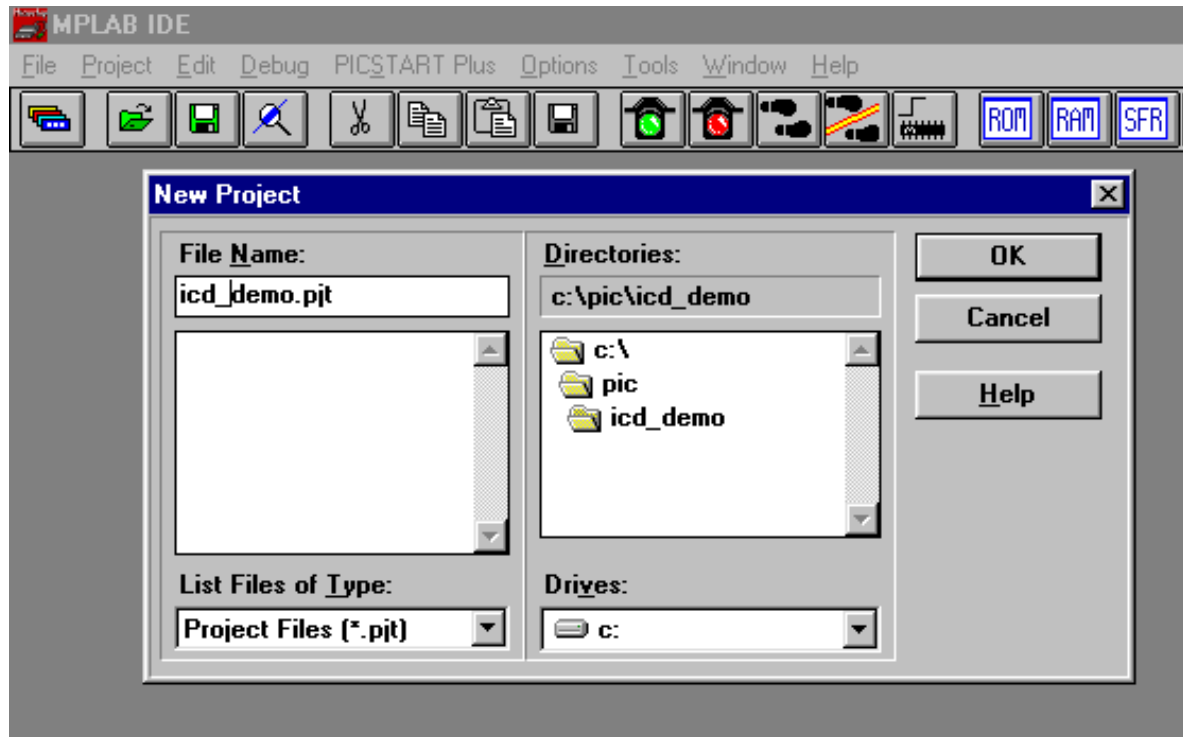 MPLAB IDE
File Project Edit Debug PICSTART Plus Options Tools Window Help
ROM RAM SFR
New Project
File Name:
icd_demo.pjt
Directories:
c:\pic\icd_demo
c:\
pic
icd_demo
OK
Cancel
Help
List Files of Type:
Project Files (*.pjt)
Drives:
c: